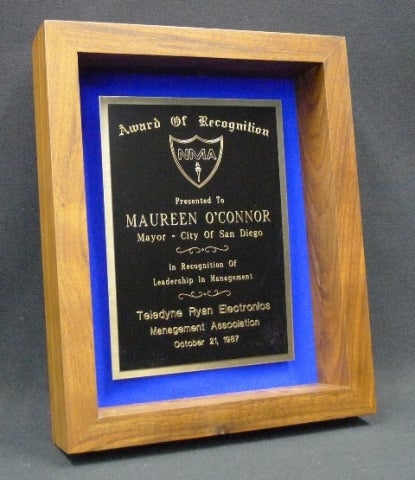 Award Of Recognition
NMA
Presented To
MAUREEN O'CONNOR
Mayor - City Of San Diego
In Recognition Of
Leadership In Management
Teledyne Ryan Electronics
Management Association
October 21, 1987